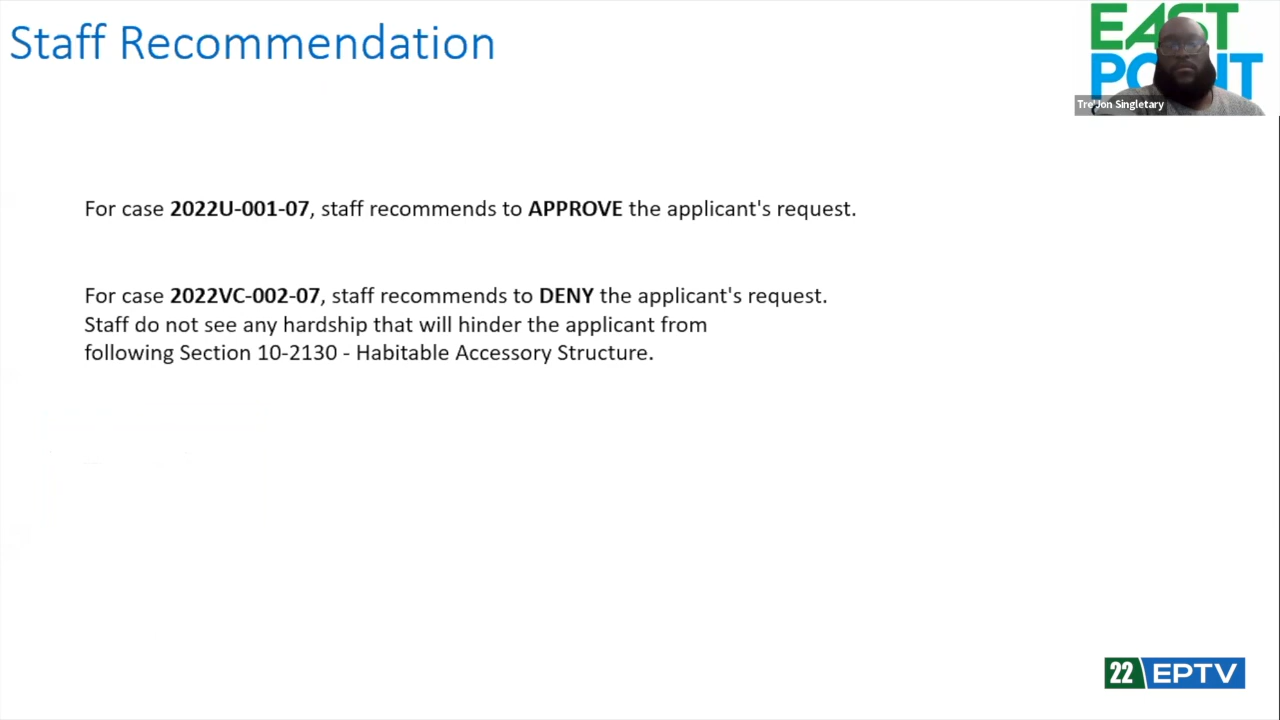 Staff Recommendation
EAST
PO NT
Tre'Jon Singletary
For case 2022U-001-07, staff recommends to APPROVE the applicant's request.
For case 2022VC-002-07, staff recommends to DENY the applicant's request.
Staff do not see any hardship that will hinder the applicant from
following Section 10-2130 - Habitable Accessory Structure.
22 EPTV